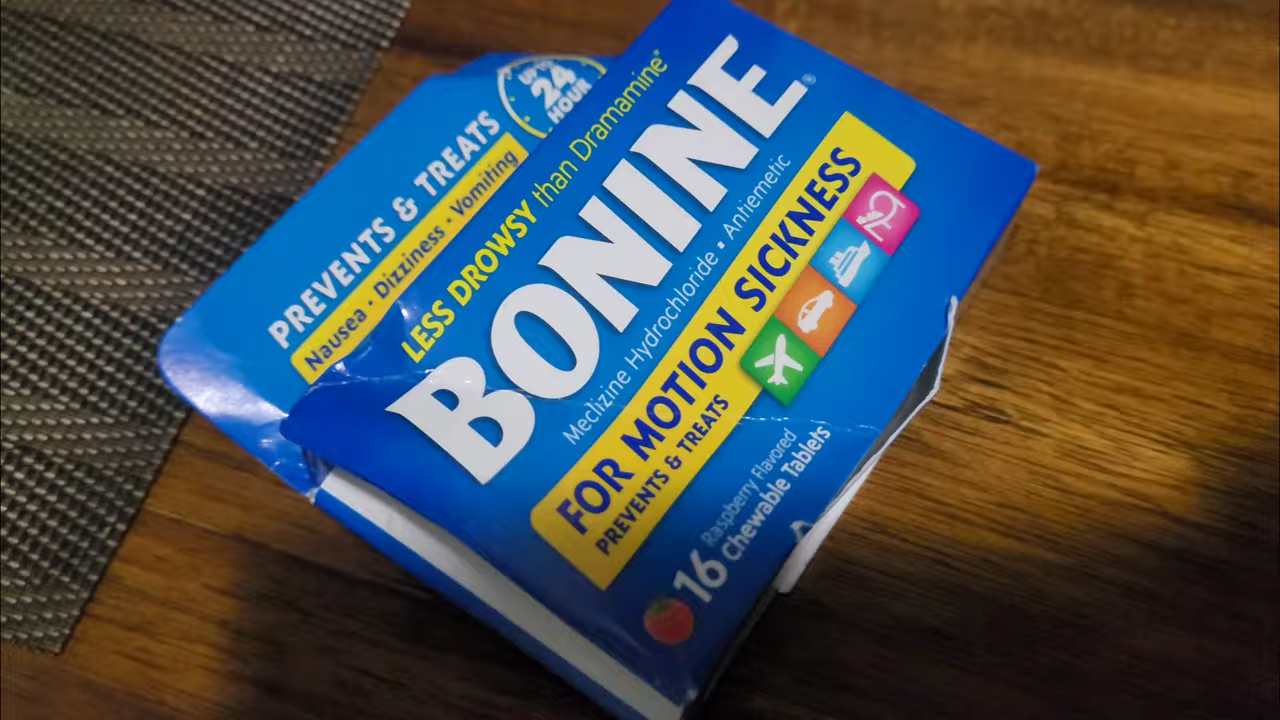 UP TO
24
HOUR
PREVENTS & TREATS
Nausea • Dizziness • Vomiting
LESS DROWSY than Dramamine*
BONINE®
Meclizine Hydrochloride • Antiemetic
FOR MOTION SICKNESS
PREVENTS & TREATS
16 Raspberry Flavored
Chewable Tablets